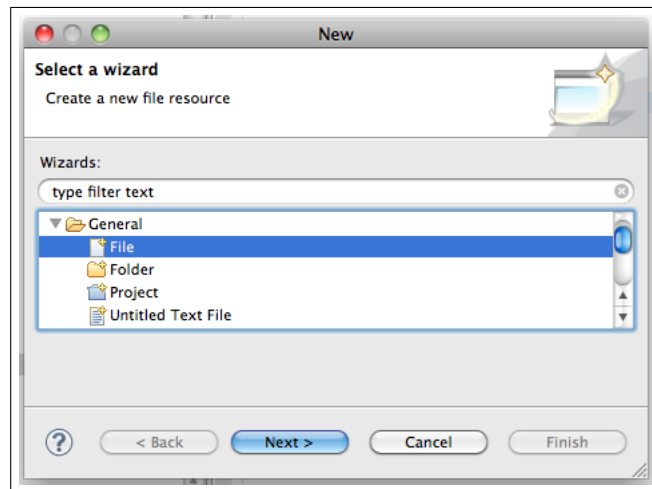 New
Select a wizard
Create a new file resource
Wizards:
type filter text
General
File
Folder
Project
Untitled Text File
?
< Back
Next >
Cancel
Finish